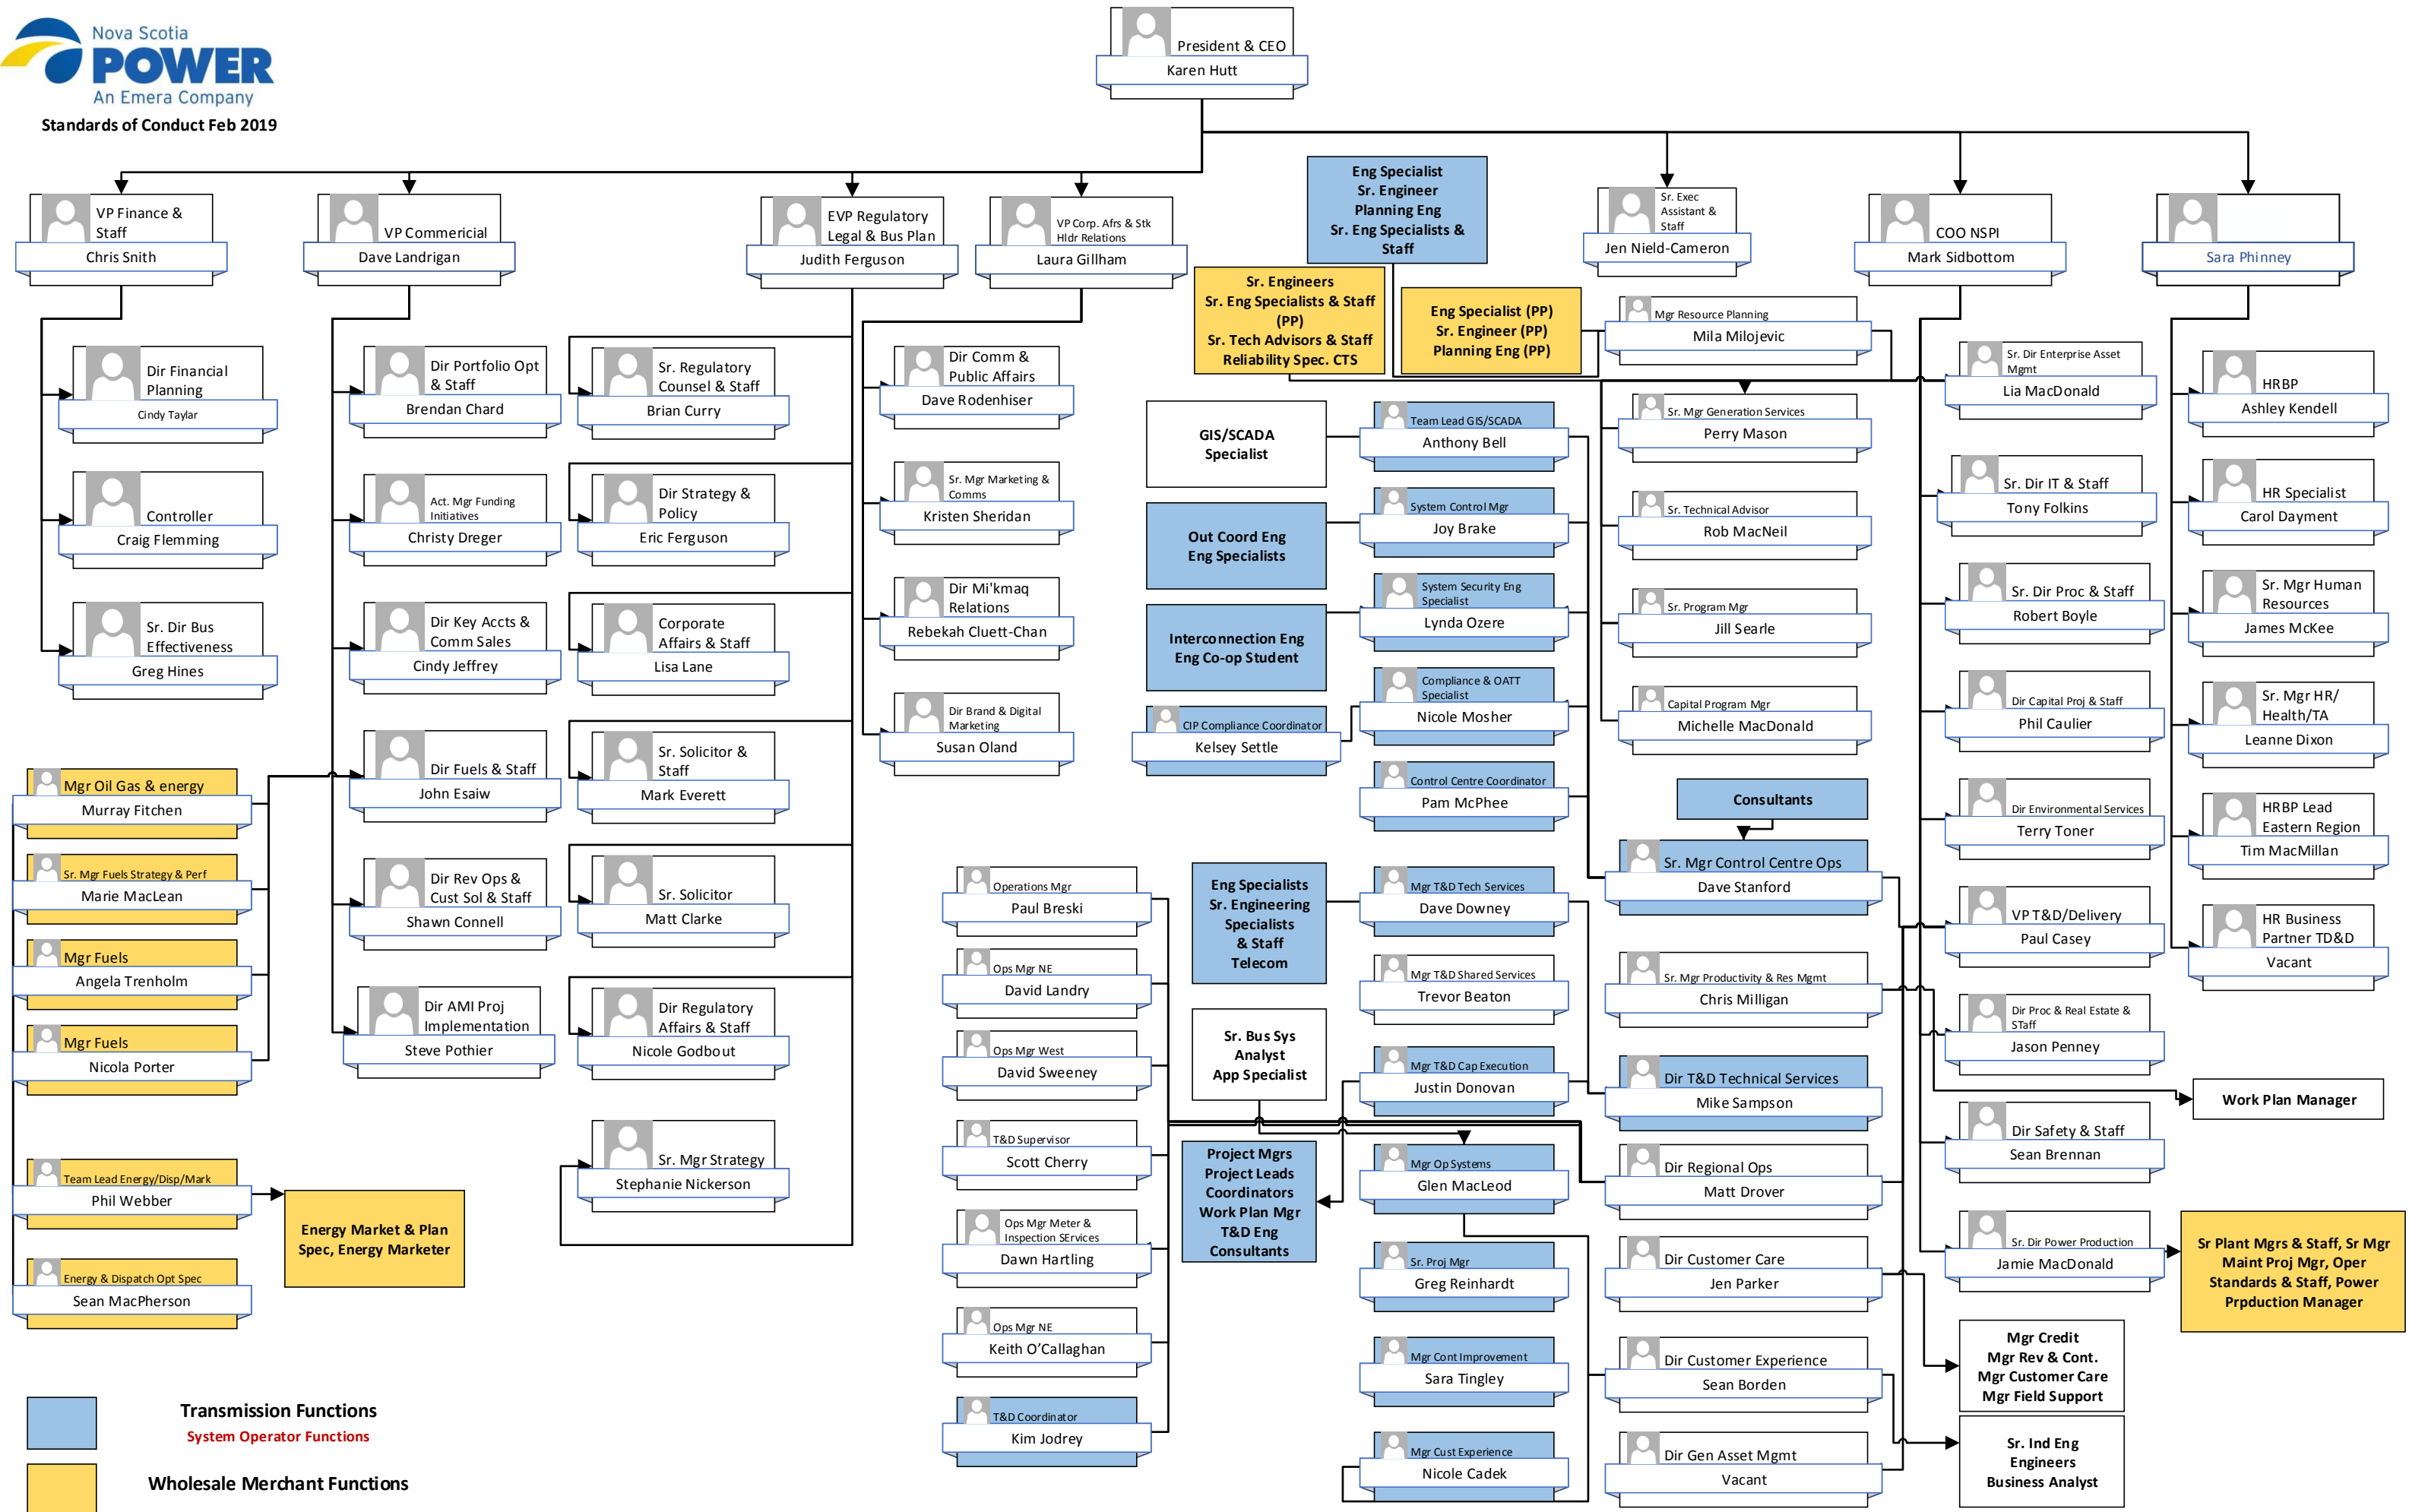 Nova Scotia
POWER
An Emera Company
Standards of Conduct Feb 2019
President & CEO
Karen Hutt
VP Finance &
Staff
Chris Snith
VP Commericial
Dave Landrigan
EVP Regulatory
Legal & Bus Plan
Judith Ferguson
VP Corp. Afrs & Stk
Hldr Relations
Laura Gillham
Eng Specialist
Sr. Engineer
Planning Eng
Sr. Eng Specialists &
Staff
Sr. Exec
Assistant &
Staff
Jen Nield-Cameron
COO NSPI
Mark Sidbottom
Sara Phinney
Sr. Engineers
Sr. Eng Specialists & Staff
(PP)
Sr. Tech Advisors & Staff
Reliability Spec. CTS
Eng Specialist (PP)
Sr. Engineer (PP)
Planning Eng (PP)
Mgr Resource Planning
Mila Milojevic
Dir Financial
Planning
Cindy Taylar
Controller
Craig Flemming
Sr. Dir Bus
Effectiveness
Greg Hines
Dir Portfolio Opt
& Staff
Brendan Chard
Act. Mgr Funding
Initiatives
Christy Dreger
Dir Key Accts &
Comm Sales
Cindy Jeffrey
Dir Fuels & Staff
John Esaiw
Dir Rev Ops &
Cust Sol & Staff
Shawn Connell
Dir AMI Proj
Implementation
Steve Pothier
Mgr Oil Gas & energy
Murray Fitchen
Sr. Mgr Fuels Strategy & Perf
Marie MacLean
Mgr Fuels
Angela Trenholm
Mgr Fuels
Nicola Porter
Team Lead Energy/Disp/Mark
Phil Webber
Energy & Dispatch Opt Spec
Sean MacPherson
Energy Market & Plan
Spec, Energy Marketer
Sr. Regulatory
Counsel & Staff
Brian Curry
Dir Strategy &
Policy
Eric Ferguson
Corporate
Affairs & Staff
Lisa Lane
Sr. Solicitor &
Staff
Mark Everett
Sr. Solicitor
Matt Clarke
Dir Regulatory
Affairs & Staff
Nicole Godbout
Sr. Mgr Strategy
Stephanie Nickerson
Dir Comm &
Public Affairs
Dave Rodenhiser
Sr. Mgr Marketing &
Comms
Kristen Sheridan
Dir Mi'kmaq
Relations
Rebekah Cluett-Chan
Dir Brand & Digital
Marketing
Susan Oland
Operations Mgr
Paul Breski
Ops Mgr NE
David Landry
Ops Mgr West
David Sweeney
T&D Supervisor
Scott Cherry
Ops Mgr Meter &
Inspection SErvices
Dawn Hartling
Ops Mgr NE
Keith O’Callaghan
T&D Coordinator
Kim Jodrey
GIS/SCADA
Specialist
Out Coord Eng
Eng Specialists
Interconnection Eng
Eng Co-op Student
CIP Compliance Coordinator
Kelsey Settle
Eng Specialists
Sr. Engineering
Specialists
& Staff
Telecom
Sr. Bus Sys
Analyst
App Specialist
Project Mgrs
Project Leads
Coordinators
Work Plan Mgr
T&D Eng
Consultants
Team Lead GIS/SCADA
Anthony Bell
System Control Mgr
Joy Brake
System Security Eng
Specialist
Lynda Ozere
Compliance & OATT
Specialist
Nicole Mosher
Control Centre Coordinator
Pam McPhee
Mgr T&D Tech Services
Dave Downey
Mgr T&D Shared Services
Trevor Beaton
Mgr T&D Cap Execution
Justin Donovan
Mgr Op Systems
Glen MacLeod
Sr. Proj Mgr
Greg Reinhardt
Mgr Cont Improvement
Sara Tingley
Mgr Cust Experience
Nicole Cadek
Sr. Mgr Generation Services
Perry Mason
Sr. Technical Advisor
Rob MacNeil
Sr. Program Mgr
Jill Searle
Capital Program Mgr
Michelle MacDonald
Consultants
Sr. Mgr Control Centre Ops
Dave Stanford
Sr. Mgr Productivity & Res Mgmt
Chris Milligan
Dir T&D Technical Services
Mike Sampson
Dir Regional Ops
Matt Drover
Dir Customer Care
Jen Parker
Dir Customer Experience
Sean Borden
Dir Gen Asset Mgmt
Vacant
Sr. Dir Enterprise Asset
Mgmt
Lia MacDonald
Sr. Dir IT & Staff
Tony Folkins
Sr. Dir Proc & Staff
Robert Boyle
Dir Capital Proj & Staff
Phil Caulier
Dir Environmental Services
Terry Toner
VP T&D/Delivery
Paul Casey
Dir Proc & Real Estate &
STaff
Jason Penney
Dir Safety & Staff
Sean Brennan
Sr. Dir Power Production
Jamie MacDonald
Mgr Credit
Mgr Rev & Cont.
Mgr Customer Care
Mgr Field Support
Sr. Ind Eng
Engineers
Business Analyst
HRBP
Ashley Kendell
HR Specialist
Carol Dayment
Sr. Mgr Human
Resources
James McKee
Sr. Mgr HR/
Health/TA
Leanne Dixon
HRBP Lead
Eastern Region
Tim MacMillan
HR Business
Partner TD&D
Vacant
Work Plan Manager
Sr Plant Mgrs & Staff, Sr Mgr
Maint Proj Mgr, Oper
Standards & Staff, Power
Prpduction Manager
Transmission Functions
System Operator Functions
Wholesale Merchant Functions